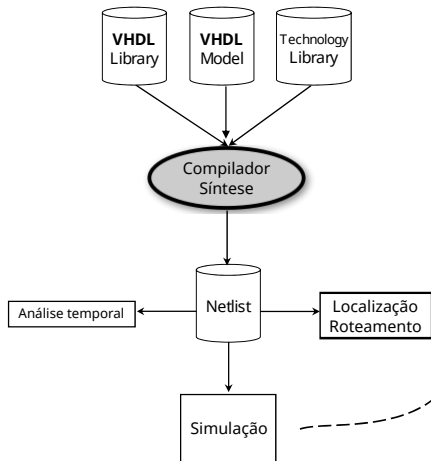 VHDL
Library
VHDL
Model
Technology
Library
Compilador
Síntese
Netlist
Análise temporal
Localização
Roteamento
Simulação